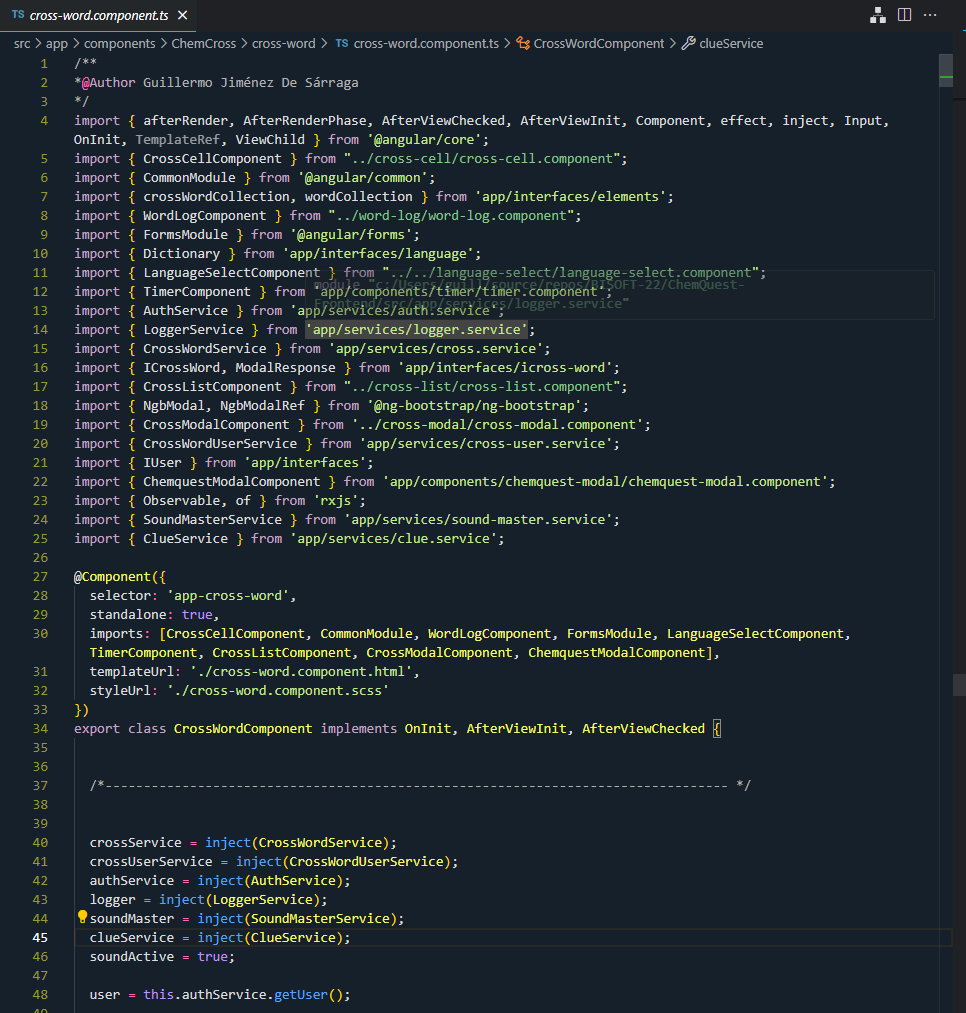 TS cross-word.component.ts ✕
src > app > components > ChemCross > cross-word > TS cross-word.component.ts > CrossWordComponent > clueService
1 /**
2 *@Author Guillermo Jiménez De Sárraga
3 */
4 import { afterRender, AfterRenderPhase, AfterViewChecked, AfterViewInit, Component, effect, inject, Input,
OnInit, TemplateRef, ViewChild } from '@angular/core';
5 import { CrossCellComponent } from "../cross-cell/cross-cell.component";
6 import { CommonModule } from '@angular/common';
7 import { crossWordCollection, wordCollection } from 'app/interfaces/elements';
8 import { WordLogComponent } from "../word-log/word-log.component";
9 import { FormsModule } from '@angular/forms';
10 import { Dictionary } from 'app/interfaces/language';
11 import { LanguageSelectComponent } from "../../language-select/language-select.component";
module "c:/Users/guill/source/repos/BISOFT-22/ChemQuest-
12 import { TimerComponent } from 'app/components/timer/timer.component';
Frontend/src/app/services/logger.service"
13 import { AuthService } from 'app/services/auth.service';
14 import { LoggerService } from 'app/services/logger.service';
15 import { CrossWordService } from 'app/services/cross.service';
16 import { ICrossWord, ModalResponse } from 'app/interfaces/icross-word';
17 import { CrossListComponent } from "../cross-list/cross-list.component";
18 import { NgbModal, NgbModalRef } from '@ng-bootstrap/ng-bootstrap';
19 import { CrossModalComponent } from '../cross-modal/cross-modal.component';
20 import { CrossWordUserService } from 'app/services/cross-user.service';
21 import { IUser } from 'app/interfaces';
22 import { ChemquestModalComponent } from 'app/components/chemquest-modal/chemquest-modal.component';
23 import { Observable, of } from 'rxjs';
24 import { SoundMasterService } from 'app/services/sound-master.service';
25 import { ClueService } from 'app/services/clue.service';
26
27 @Component({
28 selector: 'app-cross-word',
29 standalone: true,
30 imports: [CrossCellComponent, CommonModule, WordLogComponent, FormsModule, LanguageSelectComponent,
TimerComponent, CrossListComponent, CrossModalComponent, ChemquestModalComponent],
31 templateUrl: './cross-word.component.html',
32 styleUrl: './cross-word.component.scss'
33 })
34 export class CrossWordComponent implements OnInit, AfterViewInit, AfterViewChecked {
35
36
37 /*--------------------------------------------------------------------------------- */
38
39
40 crossService = inject(CrossWordService);
41 crossUserService = inject(CrossWordUserService);
42 authService = inject(AuthService);
43 logger = inject(LoggerService);
44 soundMaster = inject(SoundMasterService);
45 clueService = inject(ClueService);
46 soundActive = true;
47
48 user = this.authService.getUser();
49